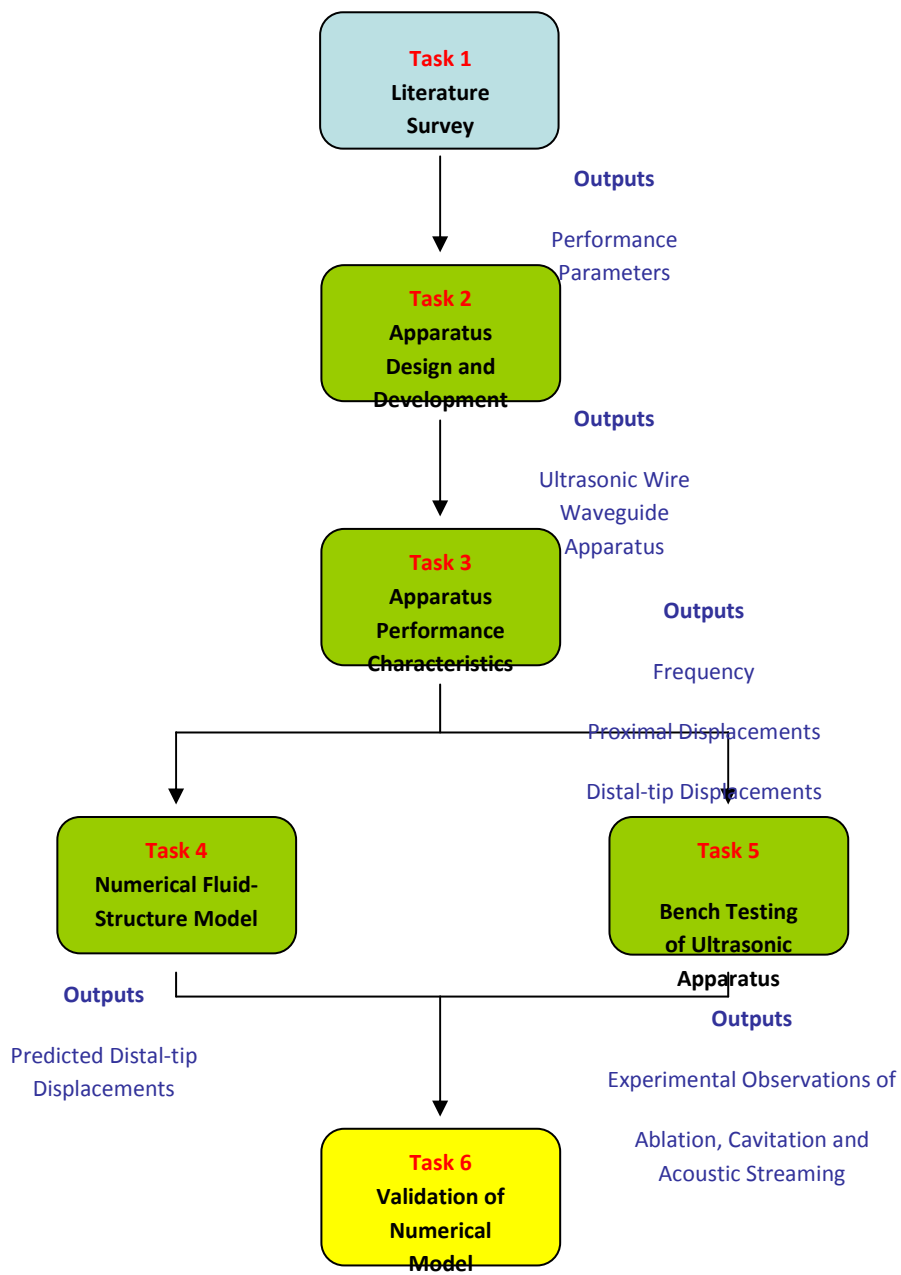 Task 1
Literature
Survey
Outputs
Performance
Parameters
Task 2
Apparatus
Design and
Development
Outputs
Ultrasonic Wire
Waveguide
Apparatus
Task 3
Apparatus
Performance
Characteristics
Outputs
Frequency
Proximal Displacements
Distal-tip Displacements
Task 4
Numerical Fluid-
Structure Model
Outputs
Predicted Distal-tip
Displacements
Task 5
Bench Testing
of Ultrasonic
Apparatus
Outputs
Experimental Observations of
Ablation, Cavitation and
Acoustic Streaming
Task 6
Validation of
Numerical
Model